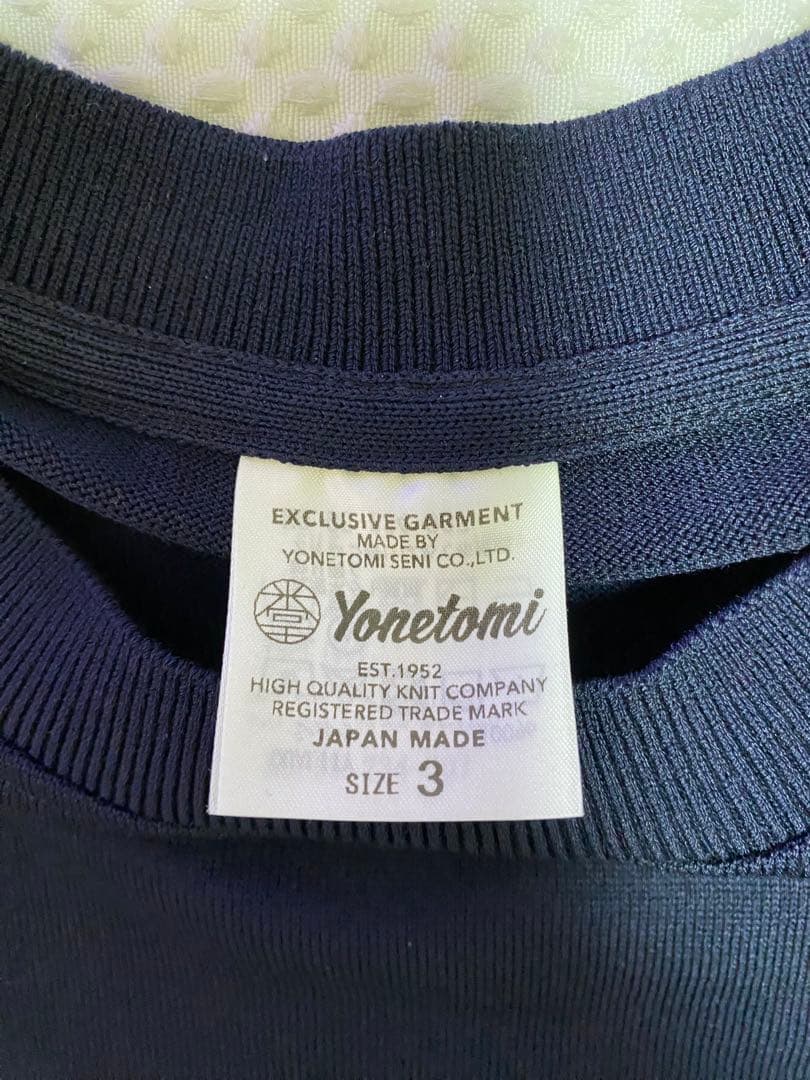 EXCLUSIVE GARMENT
MADE BY
YONETOMI SENI CO.,LTD.
Yonetomi
EST.1952
HIGH QUALITY KNIT COMPANY
REGISTERED TRADE MARK
JAPAN MADE
SIZE 3